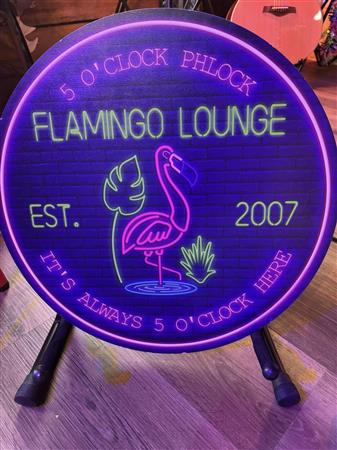 5 O'CLOCK PHLOCK
FLAMINGO LOUNGE
EST. 2007
IT'S ALWAYS 5 O'CLOCK HERE